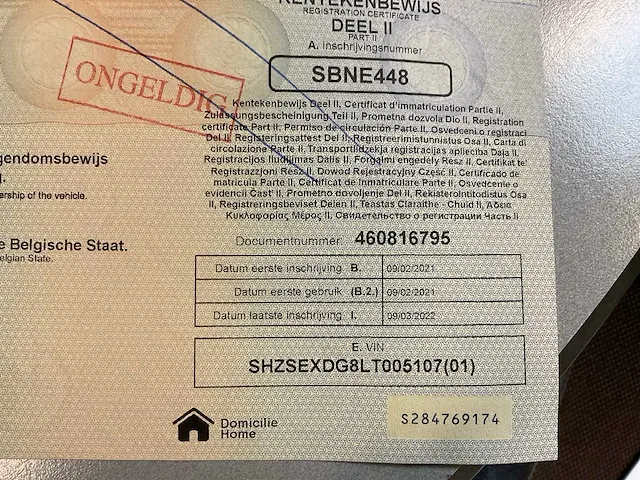 KENTEKENBEWIJS
REGISTRATION CERTIFICATE
DEEL II
PART II
A. Inschrijvingsnummer
SBNE448
ONGELDIG
Kentekenbewijs Deel II, Certificat d'immatriculation Partie II,
Zulassungsbescheinigung Teil II, Prometna dozvola Dio II, Registration
certificate Part II, Permiso de circulación Parte II, Osvedčeni o registraci
Del II, Registreringsattest Del II, Registreerimistunnistus Osa II, Carta di
circolazione Parte II, Transportlīdzekļa reģistrācijas apliecība Daļa II,
Registracijos liudijimas Dalis II, Forgalmi engedély Rész II, Ċertifikat ta'
Reġistrazzjoni Resz II, Dowód Rejestracyjny Część II, Certificado de
matrícula Parte II, Certificat de înmatriculare Partea II, Osvedčenie o
evidencii Časť II, Prometno dovoljenje Del II, Rekisteröintitodistus Osa
II, Registreringsbeviset Delen II, Teastas Cláraithe - Chuid II, Άδεια
Κυκλοφορίας Μέρος II, Свидетелство о регистрации Часть II
gendomsbewijs
ership of the vehicle.
e Belgische Staat.
elgian State.
Documentnummer: 460816795
Datum eerste inschrijving B. 09/02/2021
Datum eerste gebruik (B.2.) 09/02/2021
Datum laatste inschrijving I. 09/03/2022
E. VIN
SHZSEXDG8LT005107(01)
Domicilie
Home
S284769174